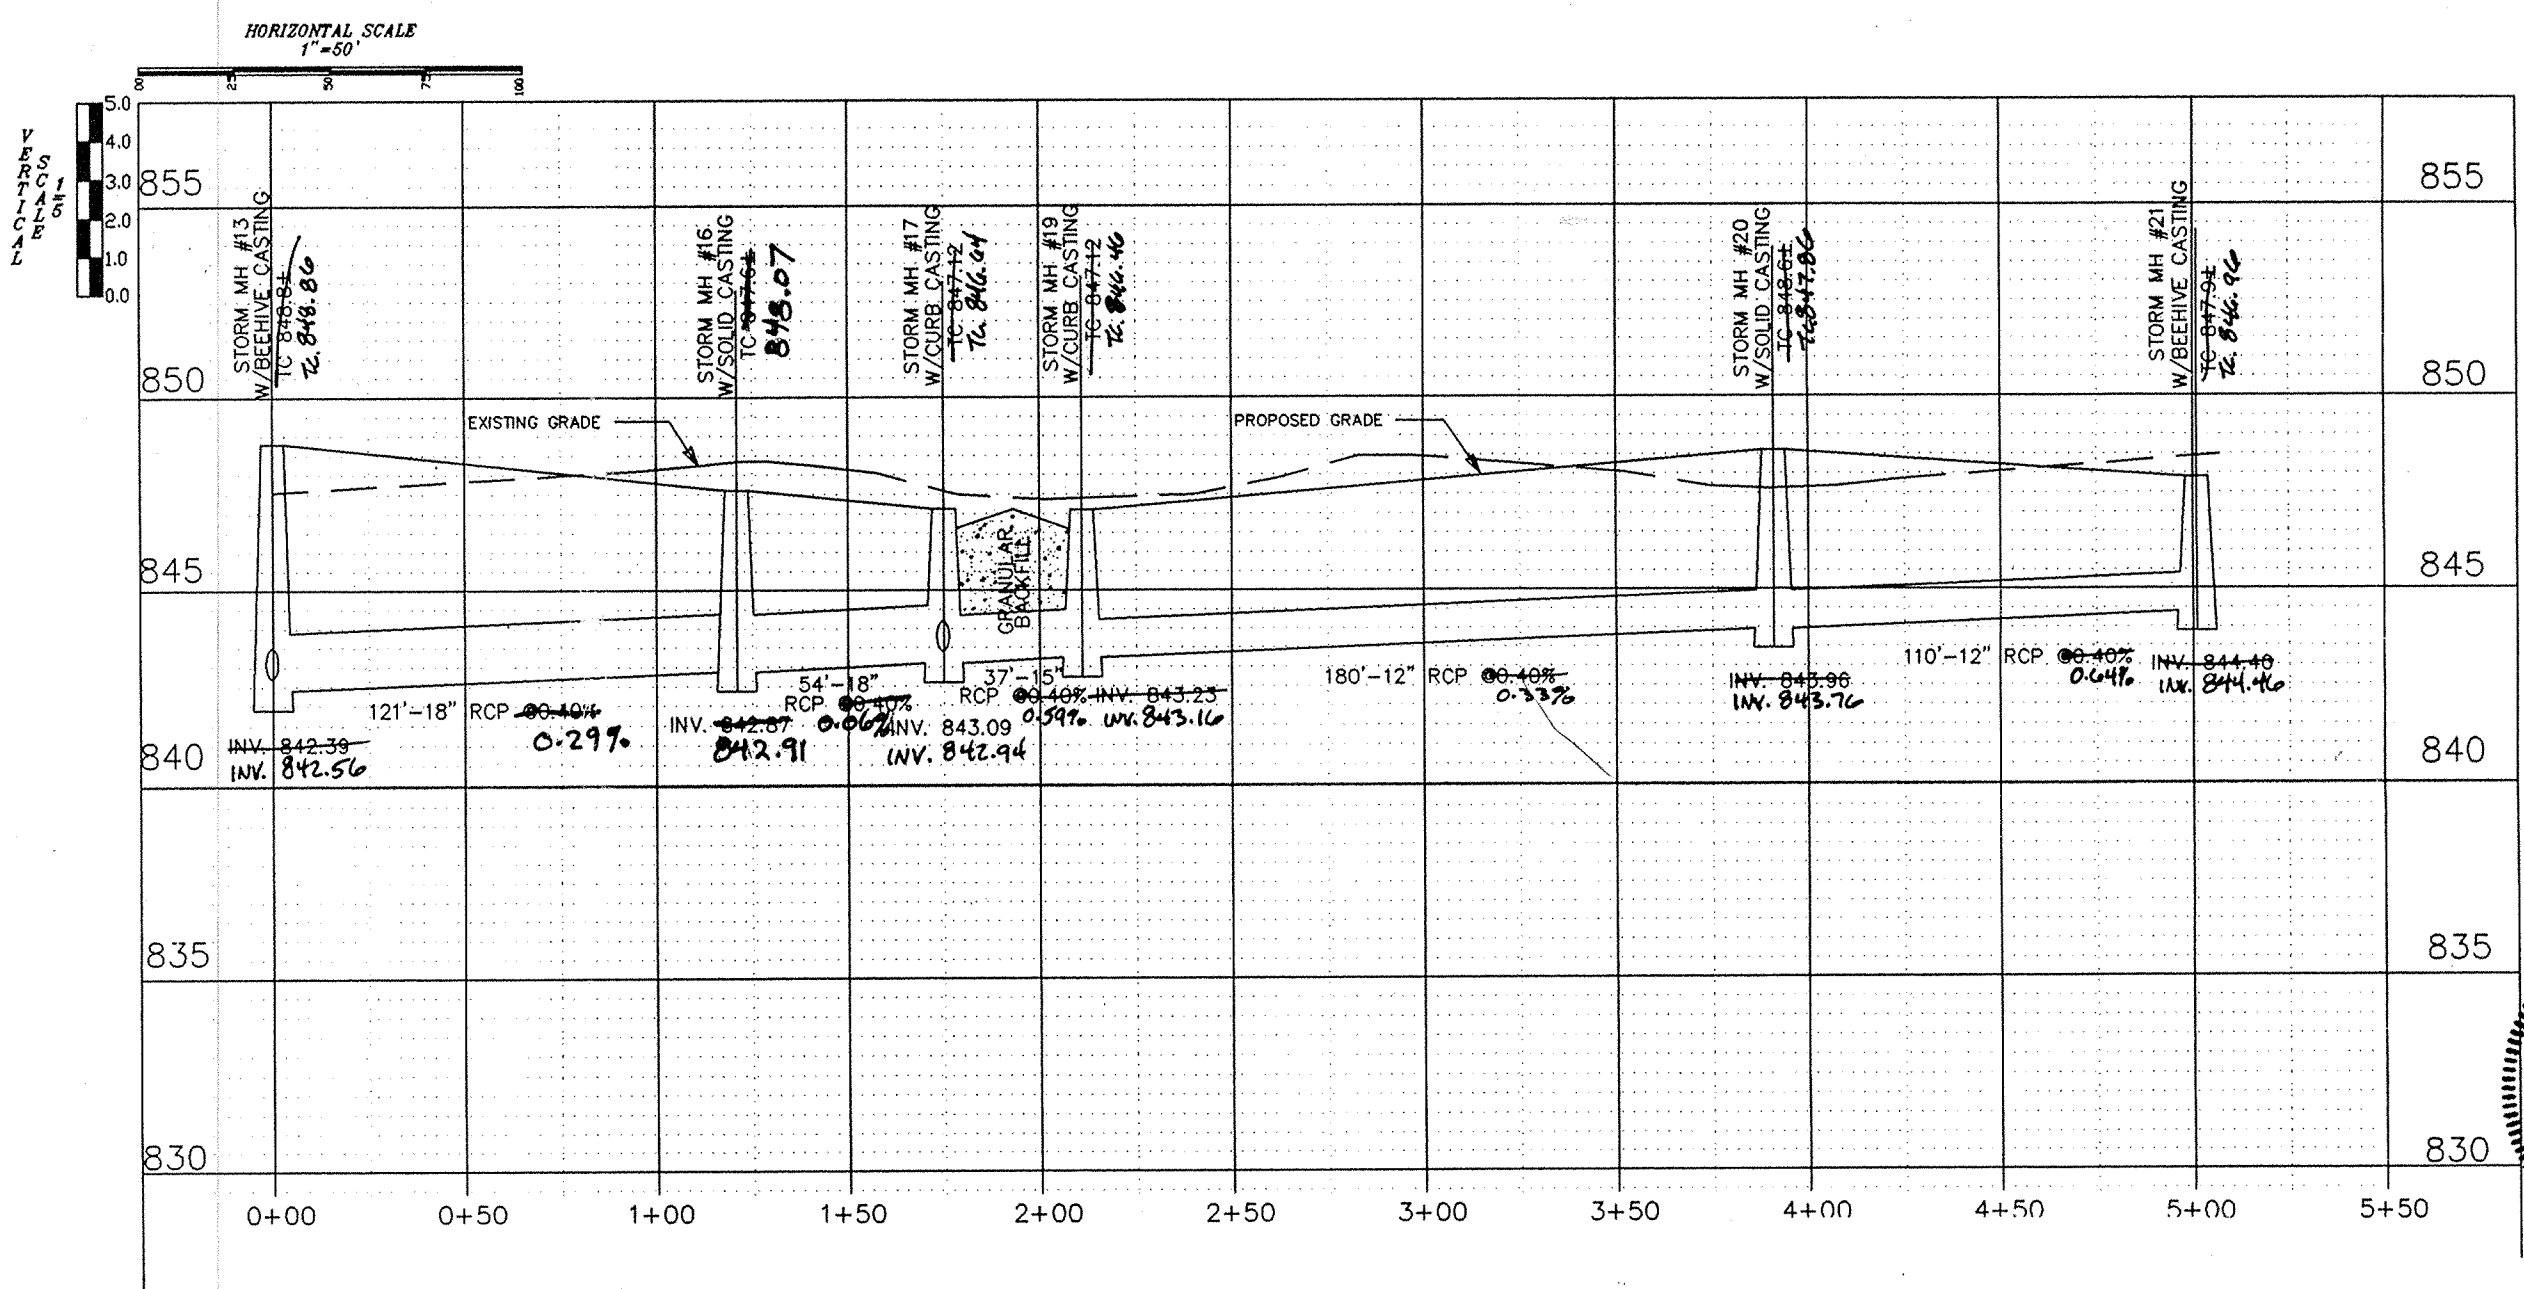 HORIZONTAL SCALE
1"=50'
00 25 50 75 100
VERTICAL
SCALE
1=5
5.0
4.0
3.0
2.0
1.0
0.0
855
855
850
850
845
845
840
840
835
835
830
830
STORM MH #13
W/BEEHIVE CASTING
TC 848.8±
TC. 848.86
STORM MH #16
W/SOLID CASTING
TC 847.6±
848.07
STORM MH #17
W/CURB CASTING
TC 847.12
TC. 846.64
STORM MH #19
W/CURB CASTING
TC 847.12
TC. 846.46
STORM MH #20
W/SOLID CASTING
TC 848.6±
TC. 847.86
STORM MH #21
W/BEEHIVE CASTING
TC 847.9±
TC. 846.96
EXISTING GRADE
PROPOSED GRADE
GRANULAR
BACKFILL
121'-18" RCP @0.40%
0.29%
54'-18"
RCP @0.40%
0.06%
37'-15"
RCP @0.40%
0.59%
180'-12" RCP @0.40%
0.33%
110'-12" RCP @0.40%
0.64%
INV. 842.39
INV. 842.56
INV. 842.87
842.91
INV. 843.09
INV. 842.94
INV. 843.23
INV. 843.16
INV. 843.96
INV. 843.76
INV. 844.40
INV. 844.46
0+00 0+50 1+00 1+50 2+00 2+50 3+00 3+50 4+00 4+50 5+00 5+50